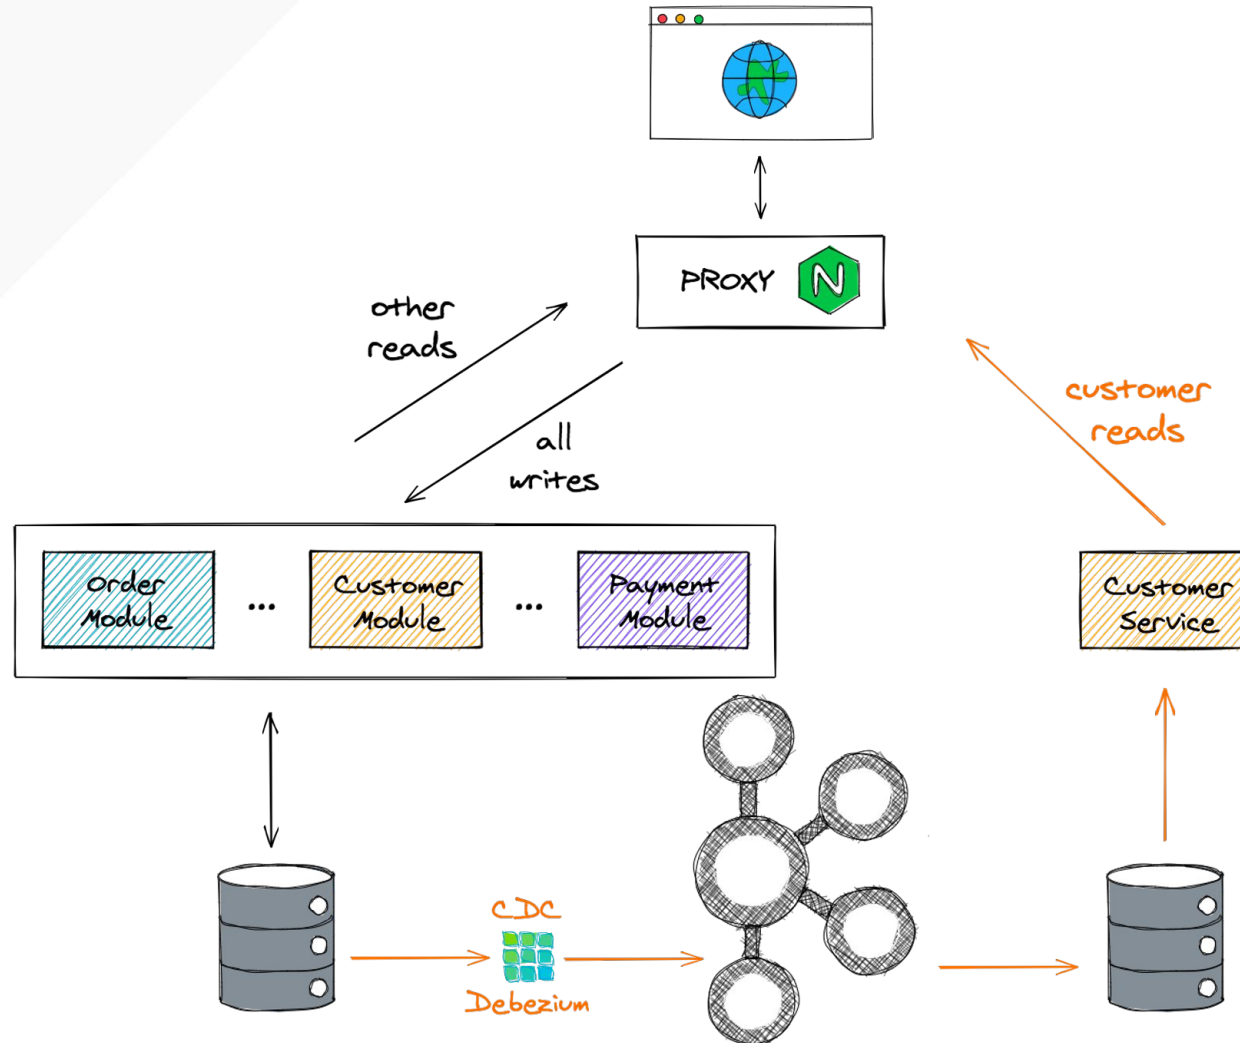 PROXY
N
other
reads
all
writes
customer
reads
Order
Module
...
Customer
Module
...
Payment
Module
Customer
Service
CDC
Debezium